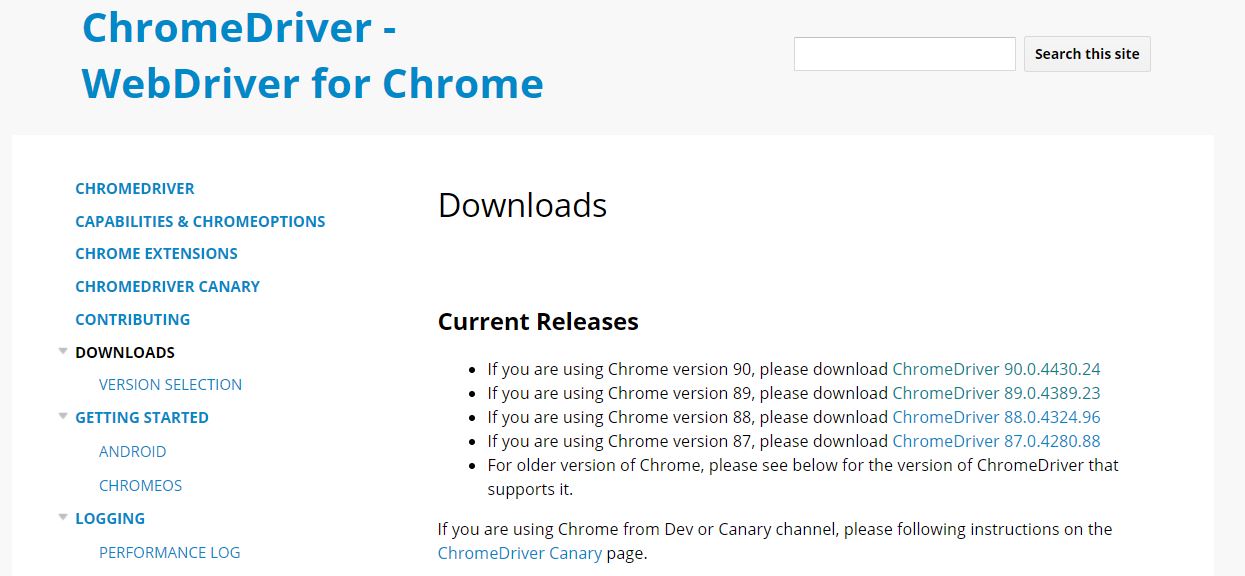 ChromeDriver -
WebDriver for Chrome
Search this site
CHROMEDRIVER
CAPABILITIES & CHROMEOPTIONS
CHROME EXTENSIONS
CHROMEDRIVER CANARY
CONTRIBUTING
DOWNLOADS
VERSION SELECTION
GETTING STARTED
ANDROID
CHROMEOS
LOGGING
PERFORMANCE LOG
Downloads
Current Releases
If you are using Chrome version 90, please download ChromeDriver 90.0.4430.24
If you are using Chrome version 89, please download ChromeDriver 89.0.4389.23
If you are using Chrome version 88, please download ChromeDriver 88.0.4324.96
If you are using Chrome version 87, please download ChromeDriver 87.0.4280.88
For older version of Chrome, please see below for the version of ChromeDriver that
supports it.
If you are using Chrome from Dev or Canary channel, please following instructions on the
ChromeDriver Canary page.